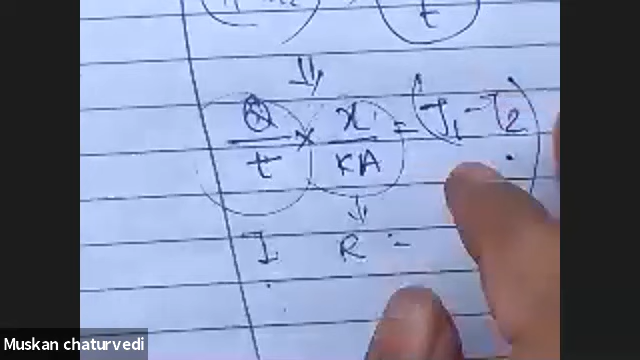 t
⇓
Q/t × x/KA = (T₁ - T₂)
↓
I R =
Muskan chaturvedi